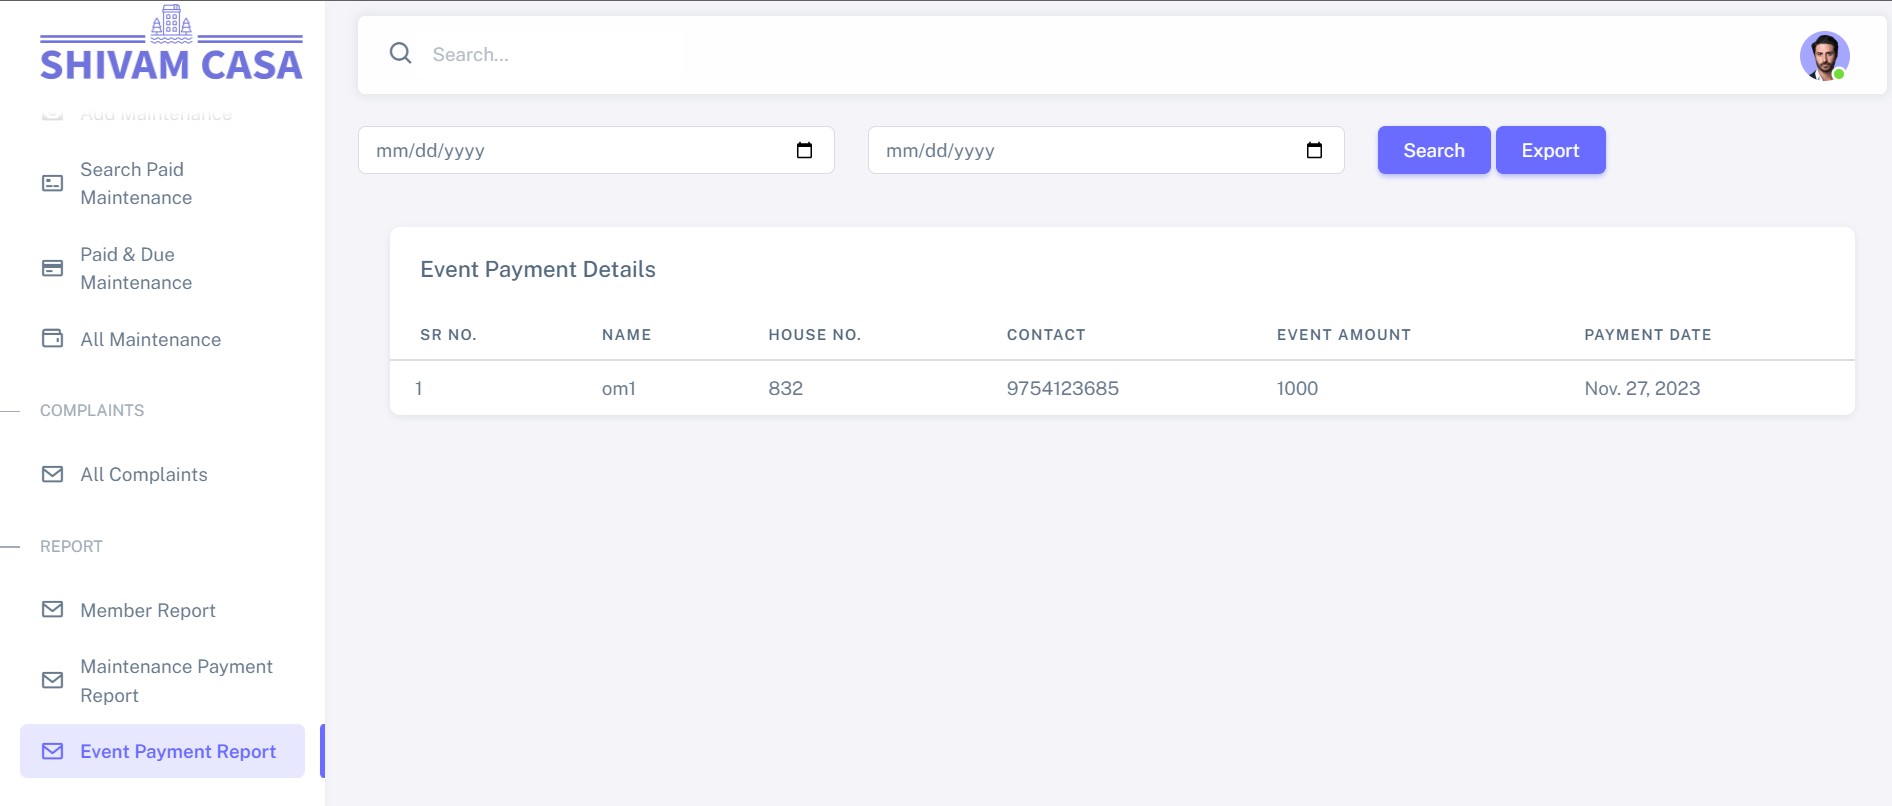 SHIVAM CASA
Add Maintenance
Search Paid
Maintenance
Paid & Due
Maintenance
All Maintenance
COMPLAINTS
All Complaints
REPORT
Member Report
Maintenance Payment
Report
Event Payment Report
Search...
mm/dd/yyyy mm/dd/yyyy Search Export
Event Payment Details
SR NO. NAME HOUSE NO. CONTACT EVENT AMOUNT PAYMENT DATE
1 om1 832 9754123685 1000 Nov. 27, 2023